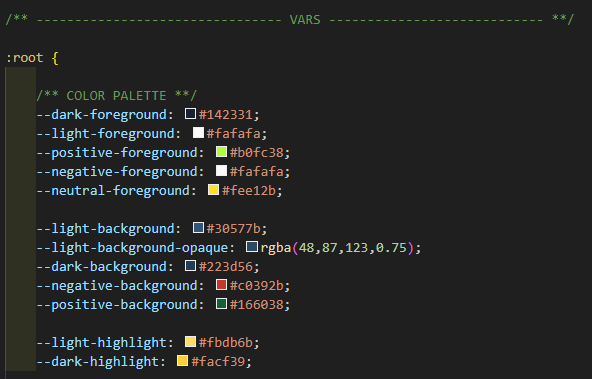 /** -------------------------------- VARS ---------------------------- **/
:root {
/** COLOR PALETTE **/
--dark-foreground: #142331;
--light-foreground: #fafafa;
--positive-foreground: #b0fc38;
--negative-foreground: #fafafa;
--neutral-foreground: #fee12b;
--light-background: #30577b;
--light-background-opaque: rgba(48,87,123,0.75);
--dark-background: #223d56;
--negative-background: #c0392b;
--positive-background: #166038;
--light-highlight: #fbdb6b;
--dark-highlight: #facf39;